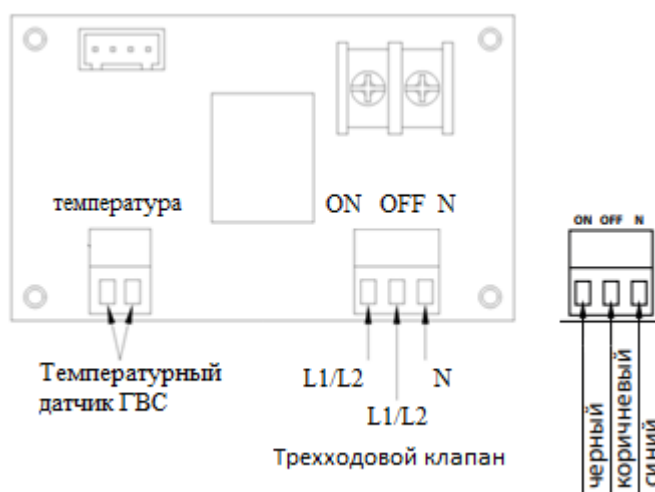 температура
ON OFF N
ON OFF N
Температурный
датчик ГВС
L1/L2 N
L1/L2
Трехходовой клапан
черный
коричневый
синий